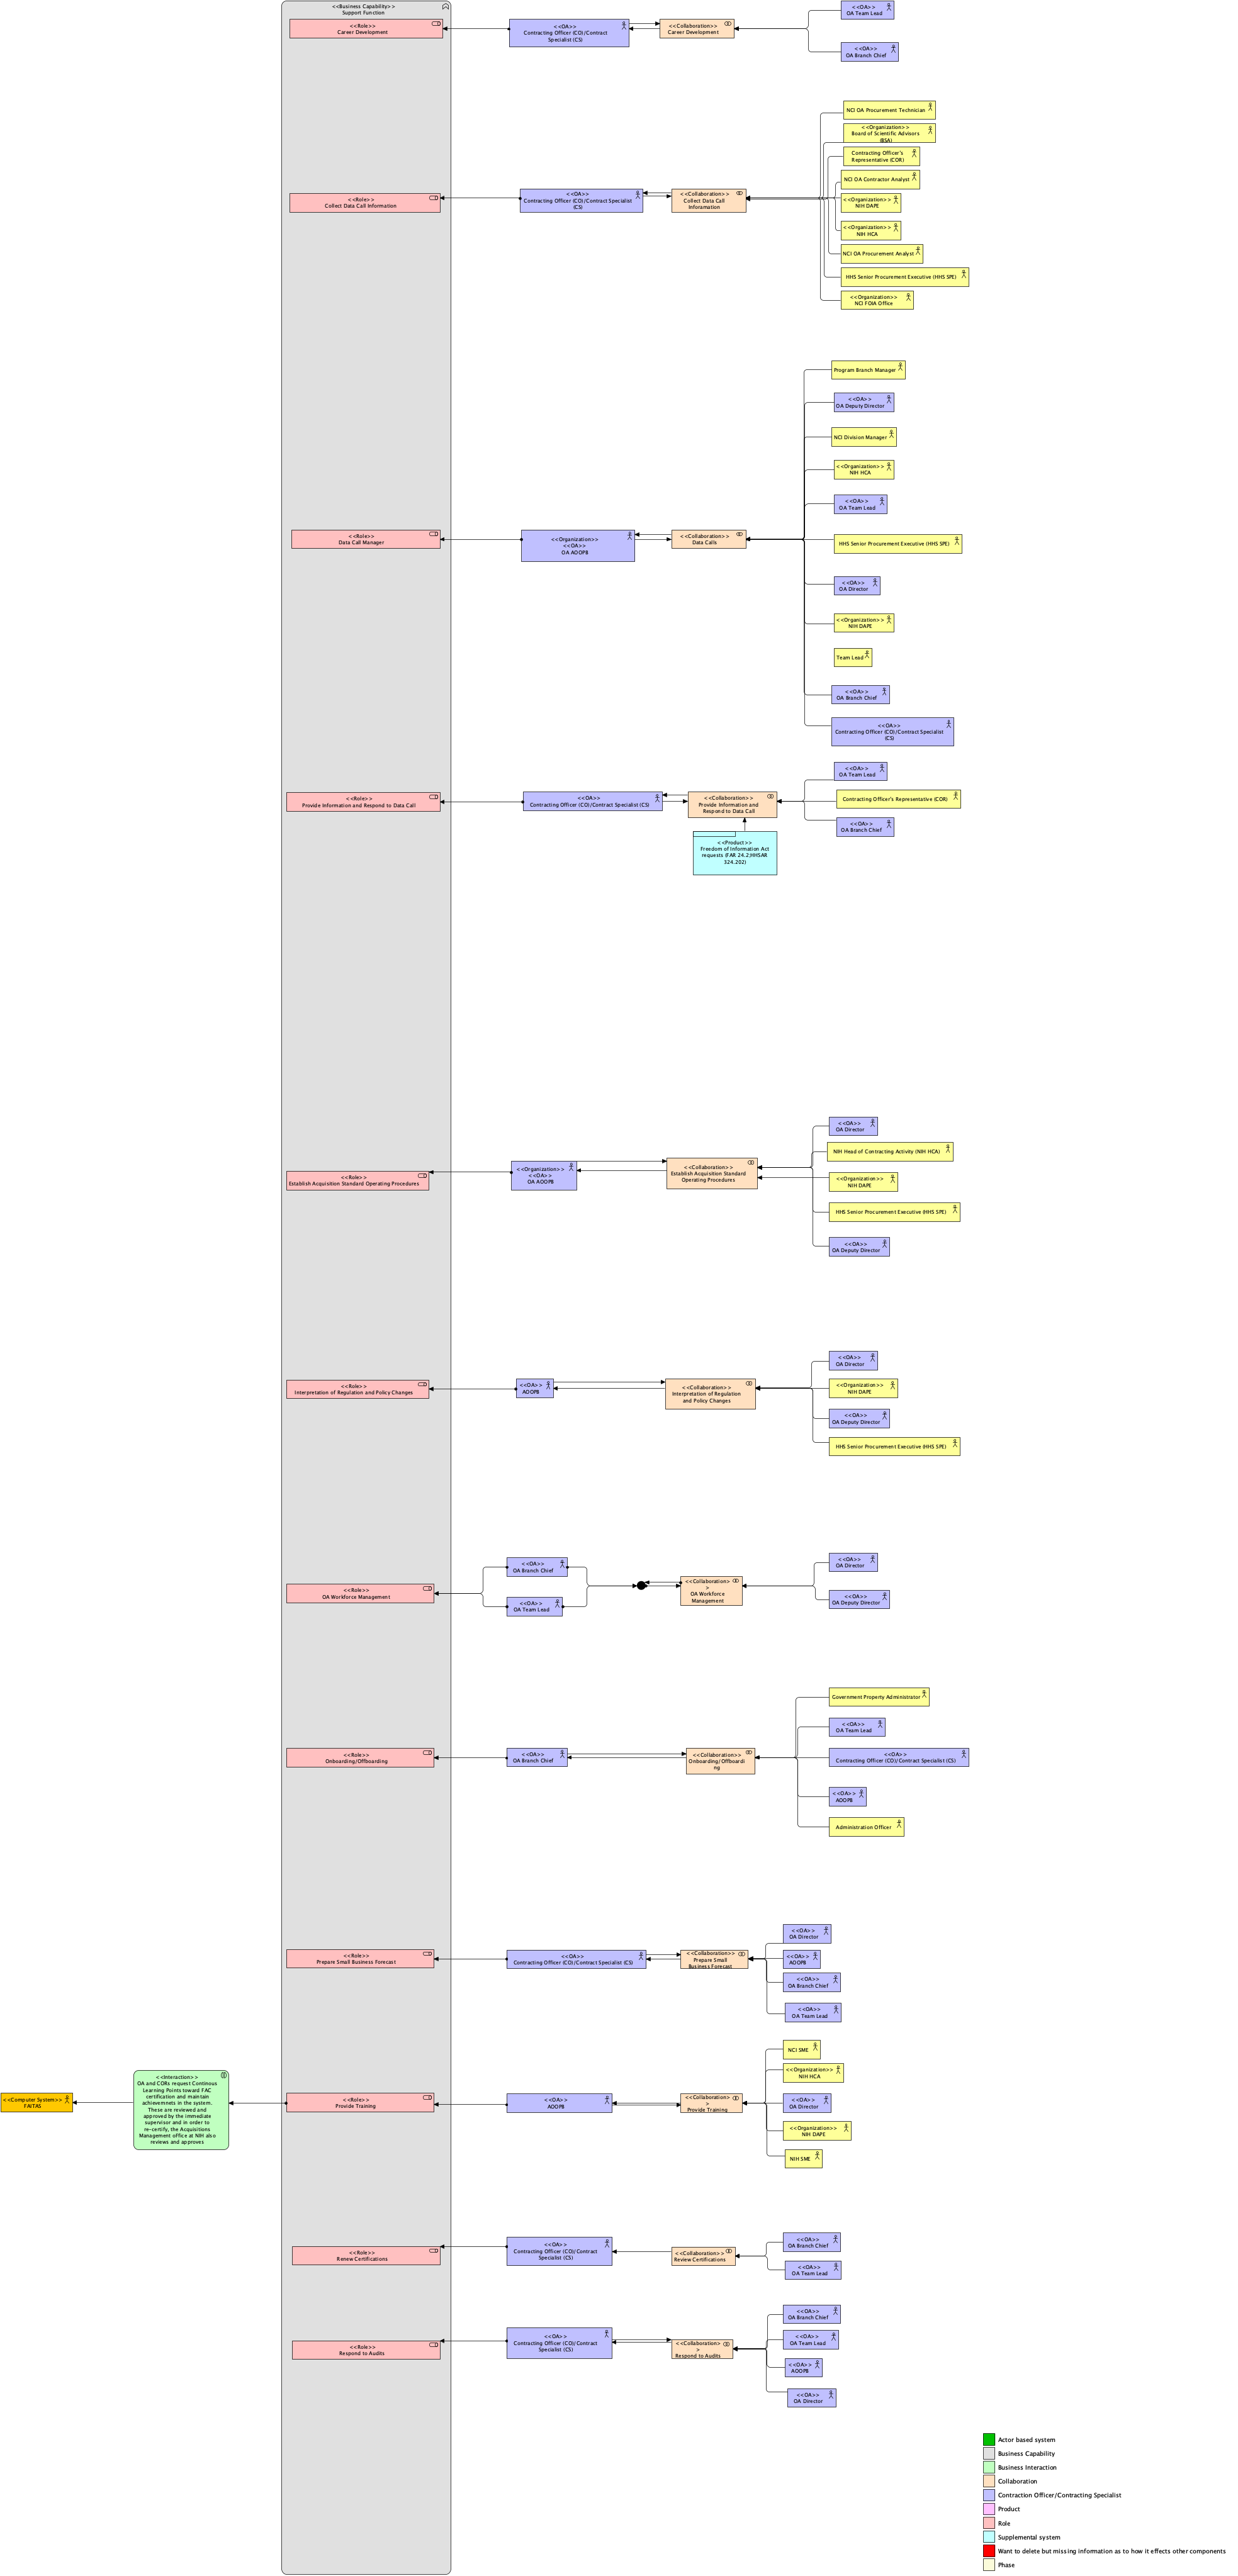 <<Business Capability>>
Support Function
<<Role>>
Career Development
<<OA>>
Contracting Officer (CO)/Contract
Specialist (CS)
<<Collaboration>>
Career Development
<<OA>>
OA Team Lead
<<OA>>
OA Branch Chief
NCI OA Procurement Technician
<<Organization>>
Board of Scientific Advisors
(BSA)
Contracting Officer's
Representative (COR)
NCI OA Contractor Analyst
<<Role>>
Collect Data Call Information
<<OA>>
Contracting Officer (CO)/Contract Specialist
(CS)
<<Collaboration>>
Collect Data Call
Inforamation
<<Organization>>
NIH DAPE
<<Organization>>
NIH HCA
NCI OA Procurement Analyst
HHS Senior Procurement Executive (HHS SPE)
<<Organization>>
NCI FOIA Office
Program Branch Manager
<<OA>>
OA Deputy Director
NCI Division Manager
<<Organization>>
NIH HCA
<<OA>>
OA Team Lead
<<Role>>
Data Call Manager
<<Organization>>
<<OA>>
OA AOOPB
<<Collaboration>>
Data Calls
HHS Senior Procurement Executive (HHS SPE)
<<OA>>
OA Director
<<Organization>>
NIH DAPE
Team Lead
<<OA>>
OA Branch Chief
<<OA>>
Contracting Officer (CO)/Contract Specialist
(CS)
<<OA>>
OA Team Lead
<<Role>>
Provide Information and Respond to Data Call
<<OA>>
Contracting Officer (CO)/Contract Specialist (CS)
<<Collaboration>>
Provide Information and
Respond to Data Call
Contracting Officer's Representative (COR)
<<OA>>
OA Branch Chief
<<Product>>
Freedom of Information Act
requests (FAR 24.2;HHSAR
324.202)
<<OA>>
OA Director
NIH Head of Contracting Activity (NIH HCA)
<<Role>>
Establish Acquisition Standard Operating Procedures
<<Organization>>
<<OA>>
OA AOOPB
<<Collaboration>>
Establish Acquisition Standard
Operating Procedures
<<Organization>>
NIH DAPE
HHS Senior Procurement Executive (HHS SPE)
<<OA>>
OA Deputy Director
<<OA>>
OA Director
<<Role>>
Interpretation of Regulation and Policy Changes
<<OA>>
AOOPB
<<Collaboration>>
Interpretation of Regulation
and Policy Changes
<<Organization>>
NIH DAPE
<<OA>>
OA Deputy Director
HHS Senior Procurement Executive (HHS SPE)
<<OA>>
OA Branch Chief
<<OA>>
OA Director
<<Role>>
OA Workforce Management
<<OA>>
OA Team Lead
<<Collaboration>
>
OA Workforce
Management
<<OA>>
OA Deputy Director
Government Property Administrator
<<OA>>
OA Team Lead
<<Role>>
Onboarding/Offboarding
<<OA>>
OA Branch Chief
<<Collaboration>>
Onboarding/Offboardi
ng
<<OA>>
Contracting Officer (CO)/Contract Specialist (CS)
<<OA>>
AOOPB
Administration Officer
<<OA>>
OA Director
<<Role>>
Prepare Small Business Forecast
<<OA>>
Contracting Officer (CO)/Contract Specialist (CS)
<<Collaboration>>
Prepare Small
Business Forecast
<<OA>>
AOOPB
<<OA>>
OA Branch Chief
<<OA>>
OA Team Lead
NCI SME
<<Organization>>
NIH HCA
<<Computer System>>
FAITAS
<<Interaction>>
OA and CORs request Continous
Learning Points toward FAC
certification and maintain
achievemnets in the system.
These are reviewed and
approved by the immediate
supervisor and in order to
re-certify, the Acquisitions
Management office at NIH also
reviews and approves
<<Role>>
Provide Training
<<OA>>
AOOPB
<<Collaboration>
>
Provide Training
<<OA>>
OA Director
<<Organization>>
NIH DAPE
NIH SME
<<Role>>
Renew Certifications
<<OA>>
Contracting Officer (CO)/Contract
Specialist (CS)
<<Collaboration>>
Review Certifications
<<OA>>
OA Branch Chief
<<OA>>
OA Team Lead
<<OA>>
OA Branch Chief
<<Role>>
Respond to Audits
<<OA>>
Contracting Officer (CO)/Contract
Specialist (CS)
<<Collaboration>
>
Respond to Audits
<<OA>>
OA Team Lead
<<OA>>
AOOPB
<<OA>>
OA Director
Actor based system
Business Capability
Business Interaction
Collaboration
Contraction Officer/Contracting Specialist
Product
Role
Supplemental system
Want to delete but missing information as to how it effects other components
Phase